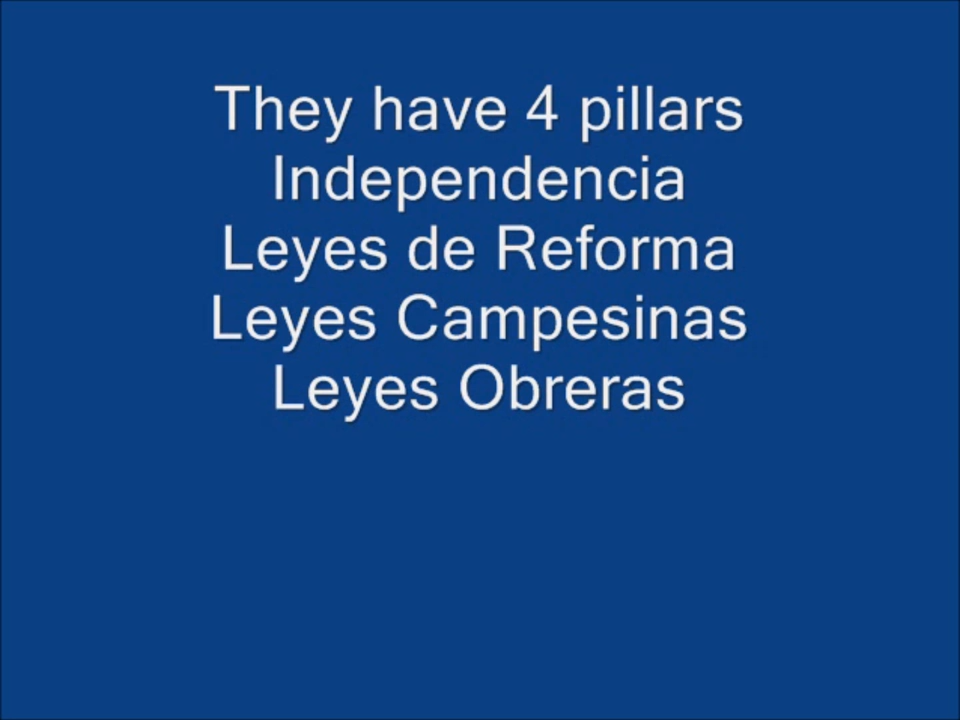 They have 4 pillars
Independencia
Leyes de Reforma
Leyes Campesinas
Leyes Obreras